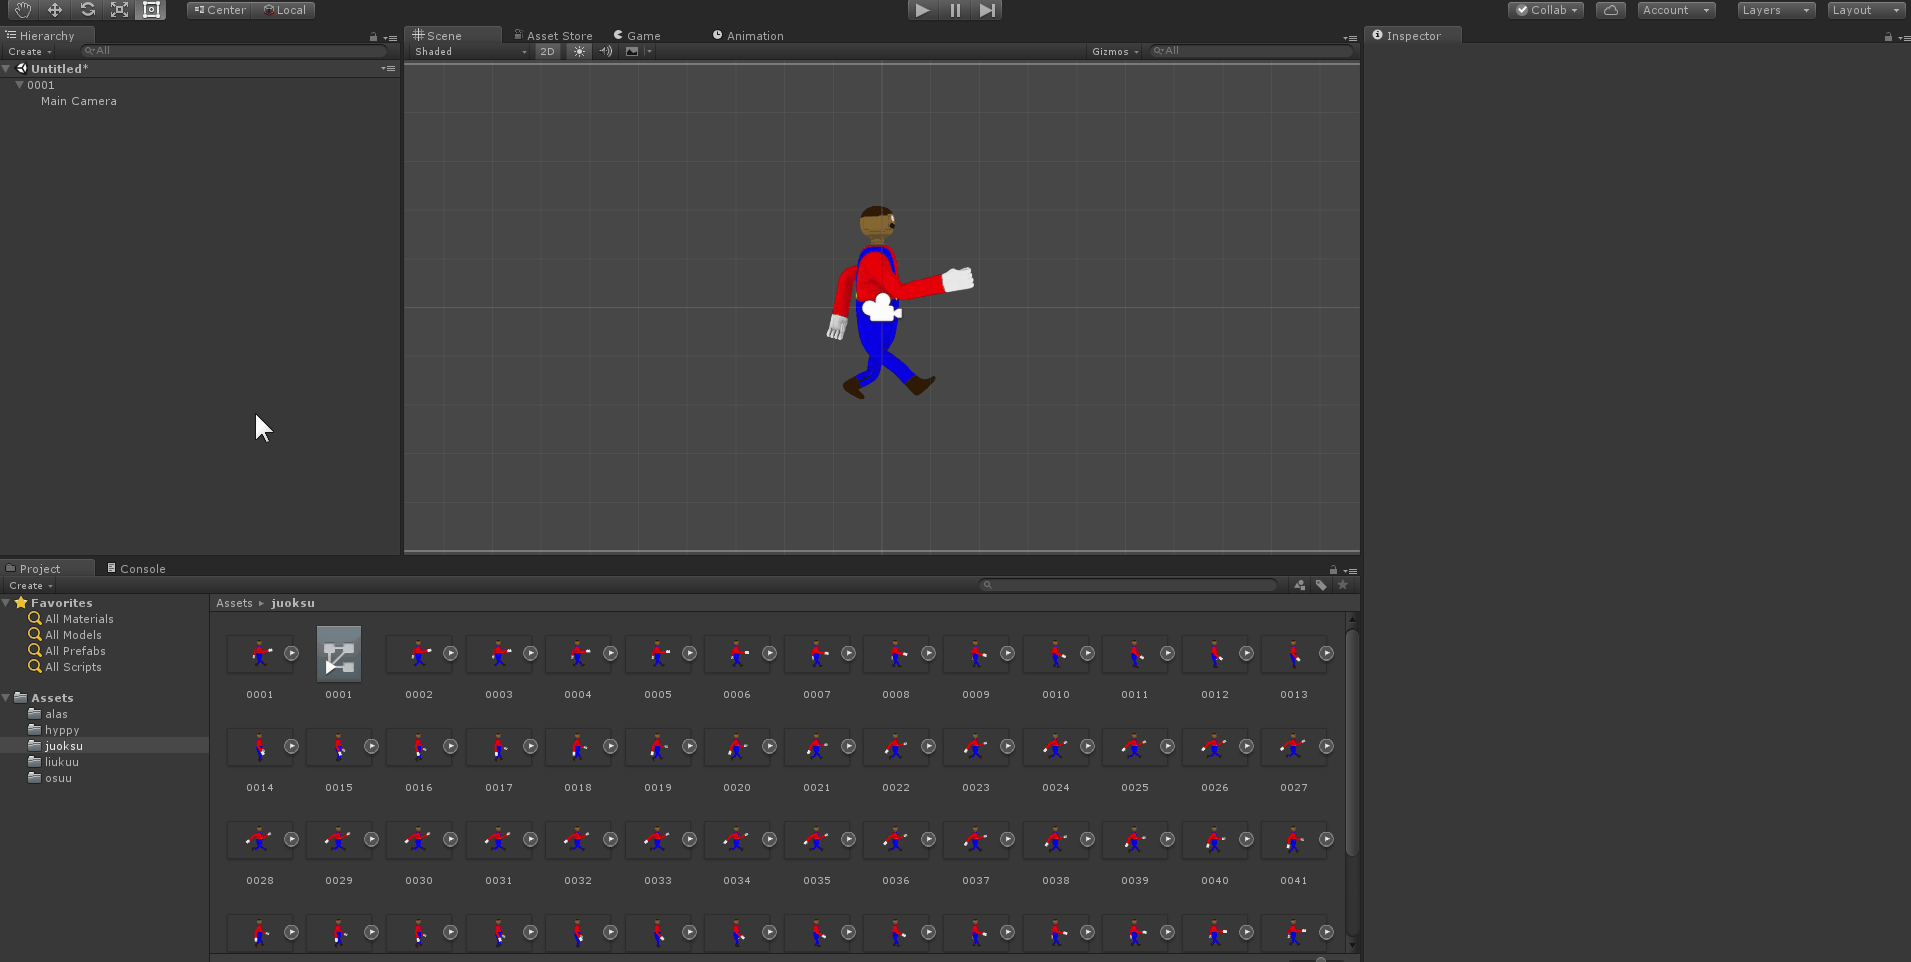 Center Local Collab Account Layers Layout
Hierarchy
Create All
Untitled*
0001
Main Camera
Scene Asset Store Game Animation
Shaded 2D Gizmos All
Inspector
Project Console
Create
Favorites
All Materials
All Models
All Prefabs
All Scripts
Assets
alas
hyppy
juoksu
liukuu
osuu
Assets ▸ juoksu
0001 0001 0002 0003 0004 0005 0006 0007 0008 0009 0010 0011 0012 0013
0014 0015 0016 0017 0018 0019 0020 0021 0022 0023 0024 0025 0026 0027
0028 0029 0030 0031 0032 0033 0034 0035 0036 0037 0038 0039 0040 0041